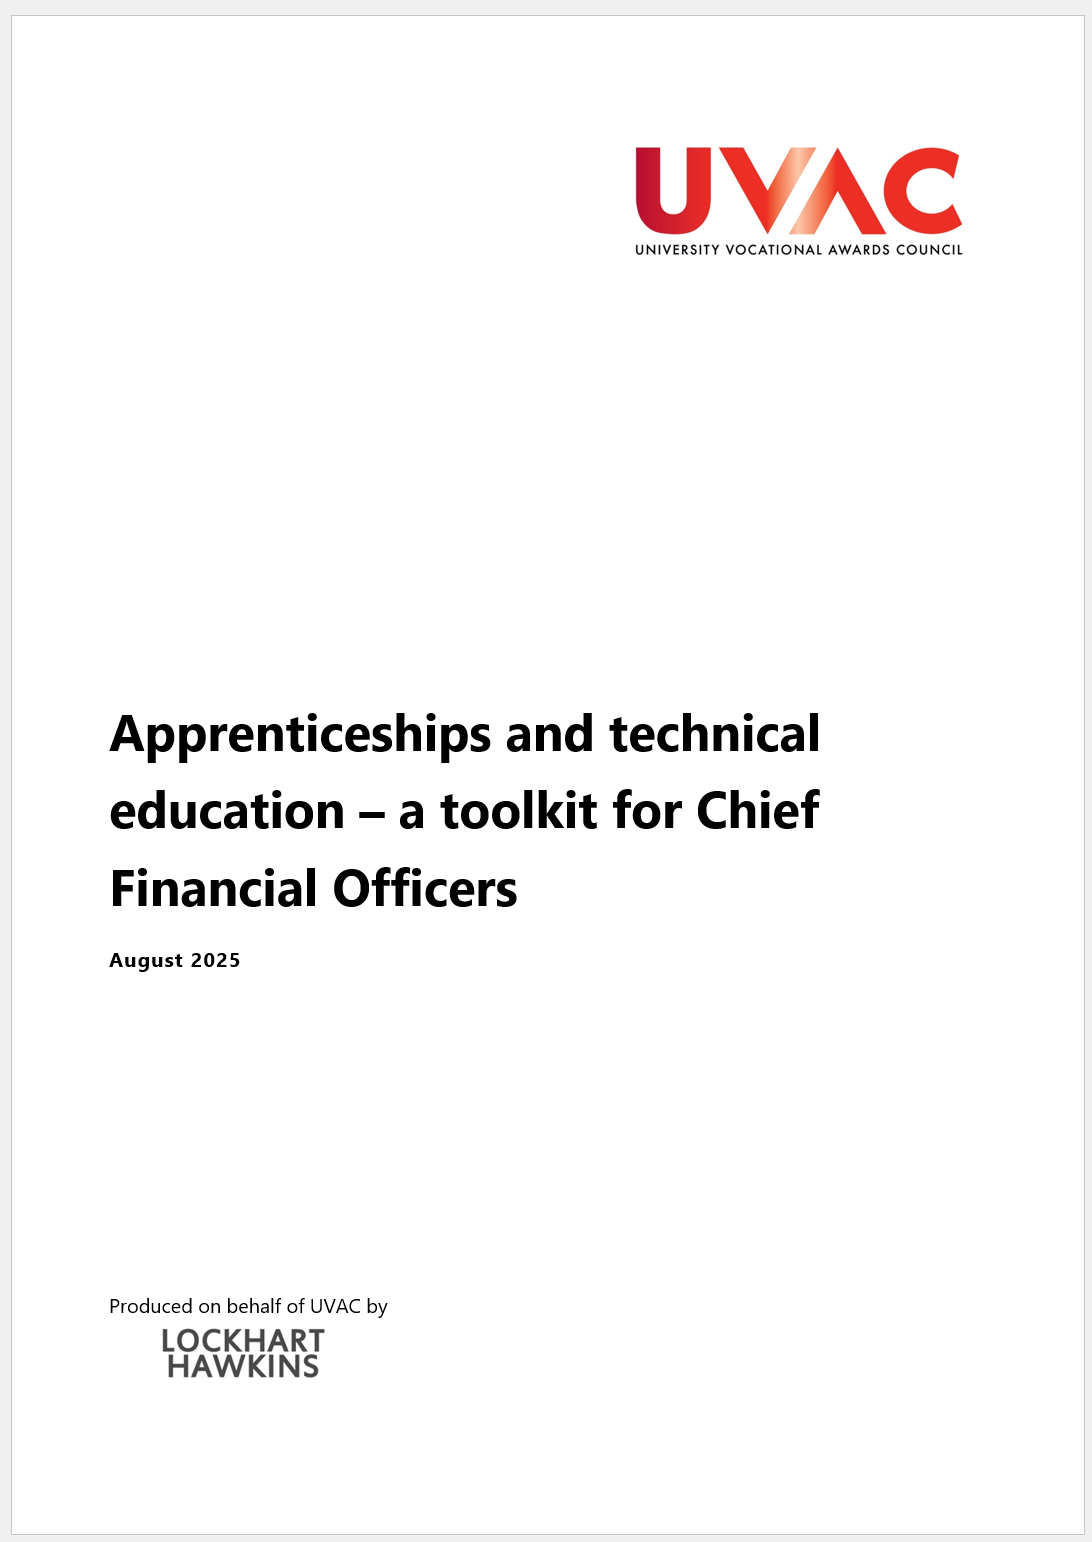 UVAC
UNIVERSITY VOCATIONAL AWARDS COUNCIL
Apprenticeships and technical
education – a toolkit for Chief
Financial Officers
August 2025
Produced on behalf of UVAC by
LOCKHART
HAWKINS